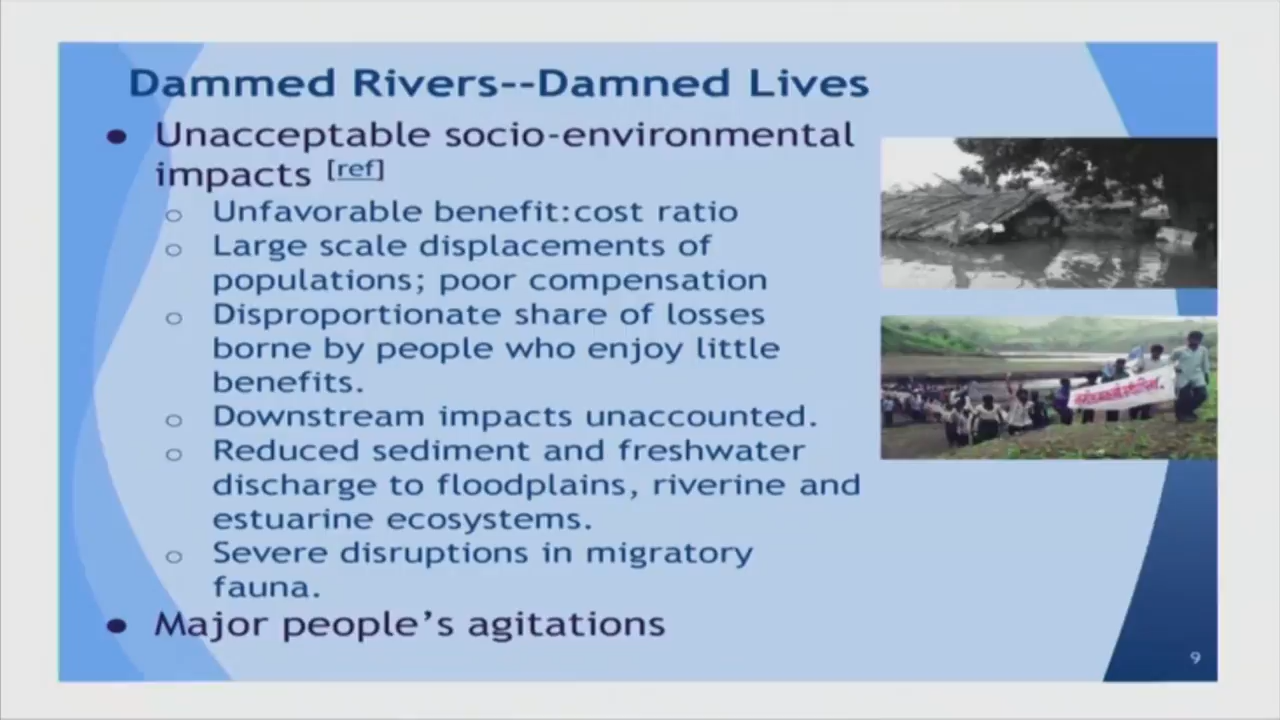 Dammed Rivers--Damned Lives
● Unacceptable socio-environmental
impacts [ref]
○ Unfavorable benefit:cost ratio
○ Large scale displacements of
populations; poor compensation
○ Disproportionate share of losses
borne by people who enjoy little
benefits.
○ Downstream impacts unaccounted.
○ Reduced sediment and freshwater
discharge to floodplains, riverine and
estuarine ecosystems.
○ Severe disruptions in migratory
fauna.
● Major people’s agitations
9